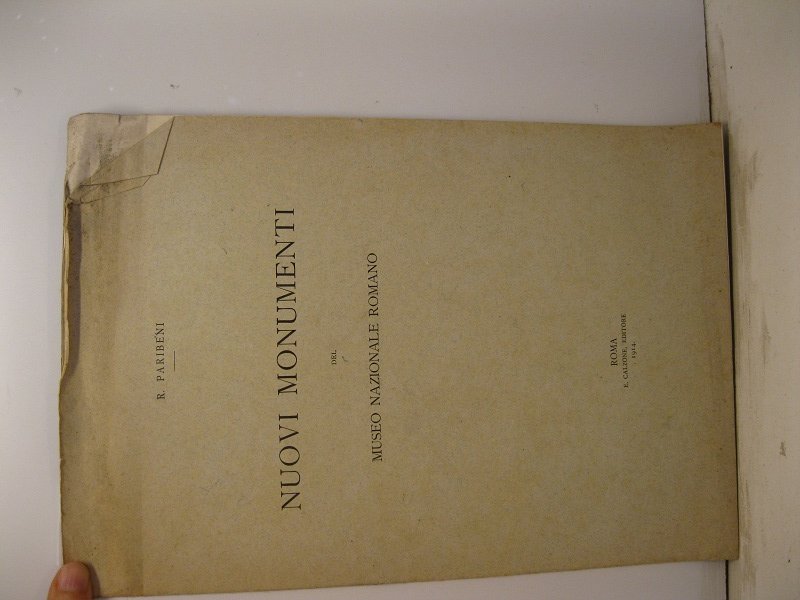 R. PARIBENI
NUOVI MONUMENTI
DEL
MUSEO NAZIONALE ROMANO
ROMA
E. CALZONE, EDITORE
1914.